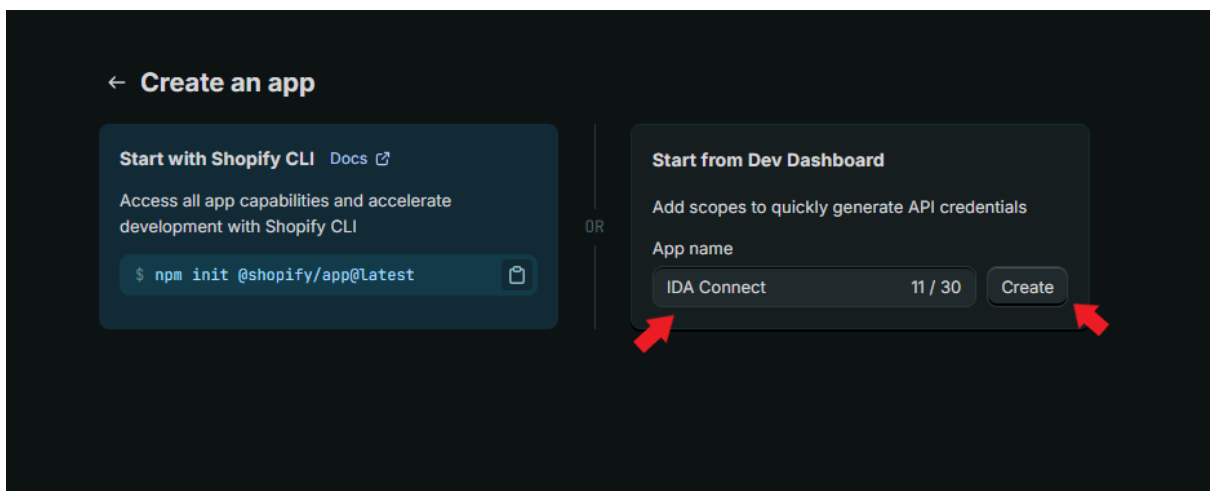 ← Create an app
Start with Shopify CLI Docs
Access all app capabilities and accelerate
development with Shopify CLI
$ npm init @shopify/app@latest
OR
Start from Dev Dashboard
Add scopes to quickly generate API credentials
App name
IDA Connect 11 / 30 Create